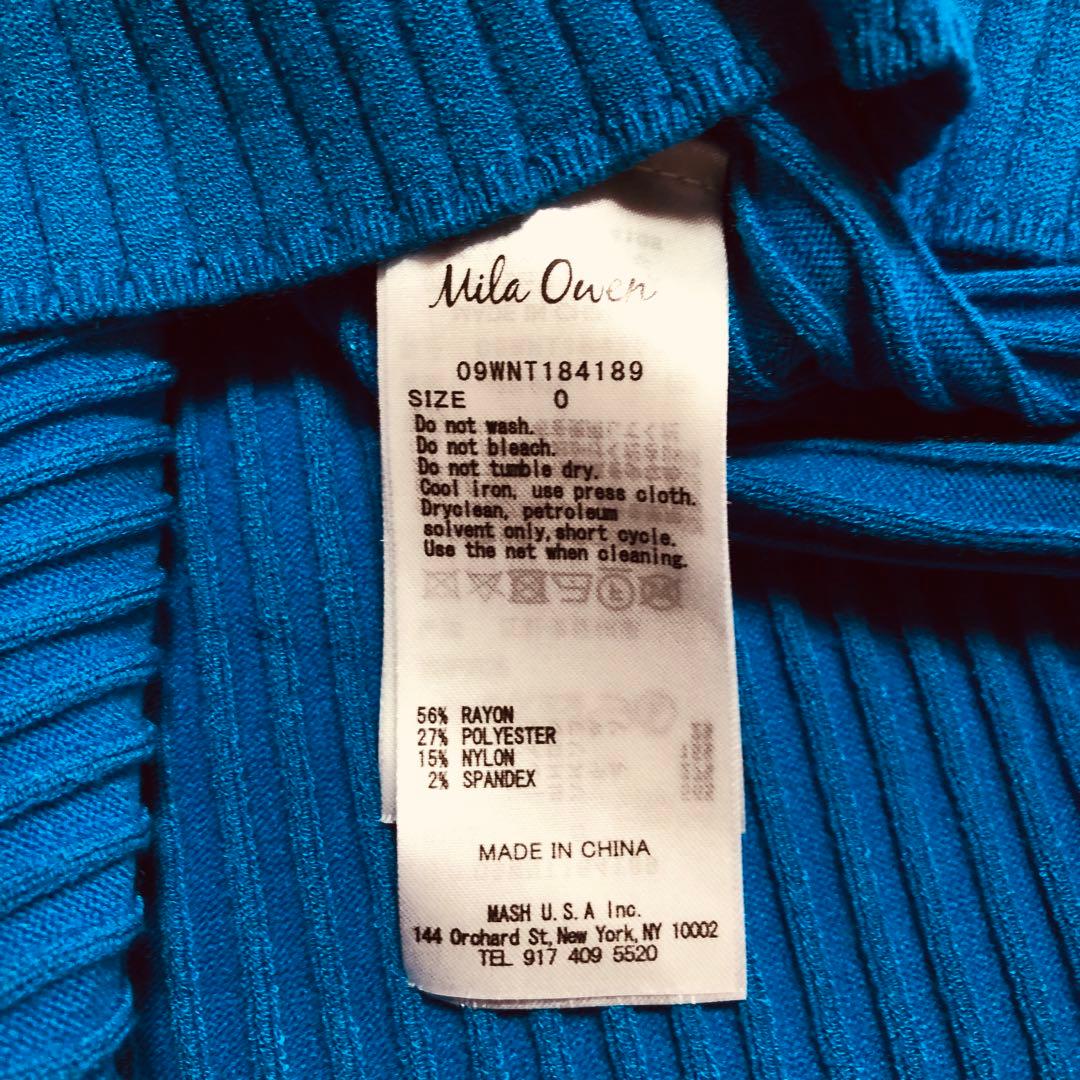 Mila Owen
09WNT184189
SIZE 0
Do not wash.
Do not bleach.
Do not tumble dry.
Cool iron, use press cloth.
Dryclean, petroleum
solvent only, short cycle.
Use the net when cleaning.
56% RAYON
27% POLYESTER
15% NYLON
2% SPANDEX
MADE IN CHINA
MASH U.S.A Inc.
144 Orchard St, New York, NY 10002
TEL 917 409 5520